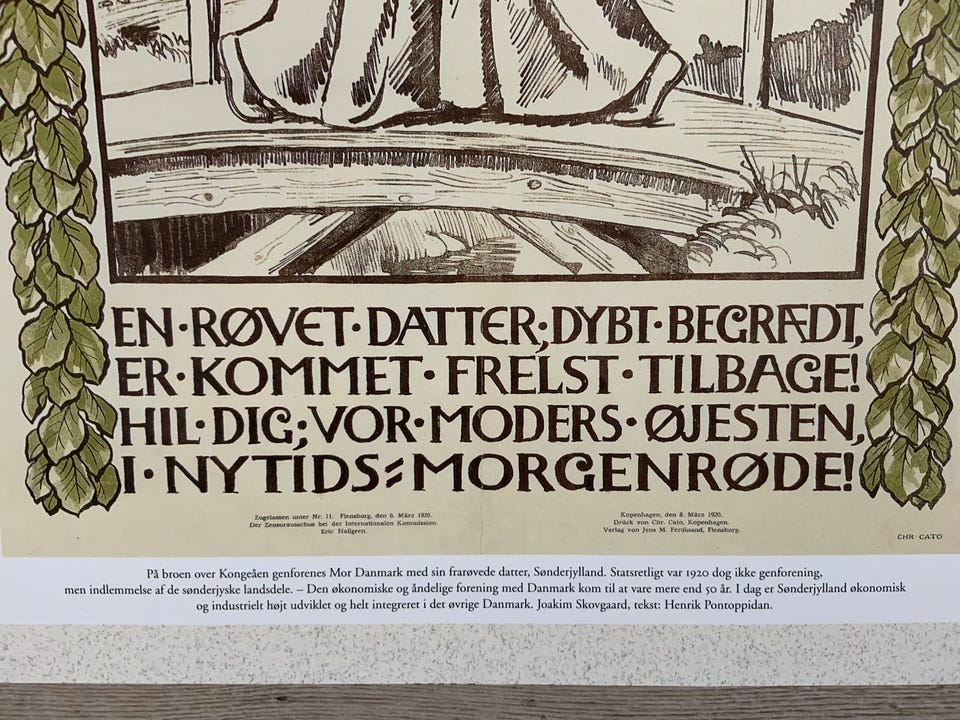 EN·RØVET·DATTER, DYBT·BEGRÆDT,
ER·KOMMET·FRELST·TILBAGE!
HIL·DIG, VOR·MODERS·ØJESTEN,
I·NYTIDS=MORGENRØDE!
Zugelassen unter Nr. 11. Flensborg, den 6. März 1920.
Der Zensurausschus bei der Internationalen Kommission.
Eric Hallgren.
Kopenhagen, den 8. März 1920.
Drück von Chr. Cato, Kopenhagen.
Verlag von Jens M. Ferdinand, Flensborg.
CHR·CATO
På broen over Kongeåen genforenes Mor Danmark med sin frarøvede datter, Sønderjylland. Statsretligt var 1920 dog ikke genforening,
men indlemmelse af de sønderjyske landsdele. – Den økonomiske og åndelige forening med Danmark kom til at vare mere end 50 år. I dag er Sønderjylland økonomisk
og industrielt højt udviklet og helt integreret i det øvrige Danmark. Joakim Skovgaard, tekst: Henrik Pontoppidan.